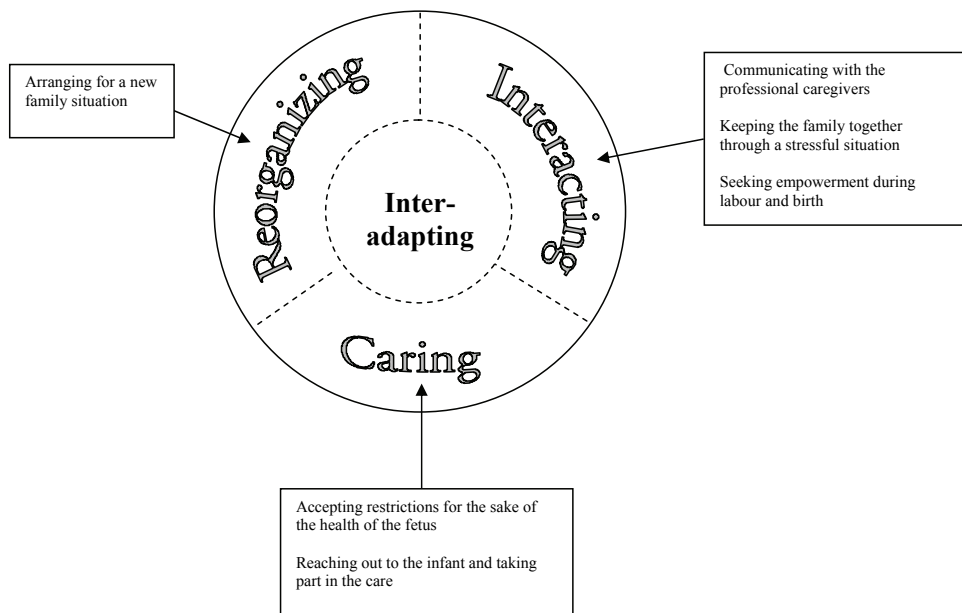 Reorganizing
Interacting
Caring
Inter-
adapting
Arranging for a new
family situation
Communicating with the
professional caregivers
Keeping the family together
through a stressful situation
Seeking empowerment during
labour and birth
Accepting restrictions for the sake of
the health of the fetus
Reaching out to the infant and taking
part in the care